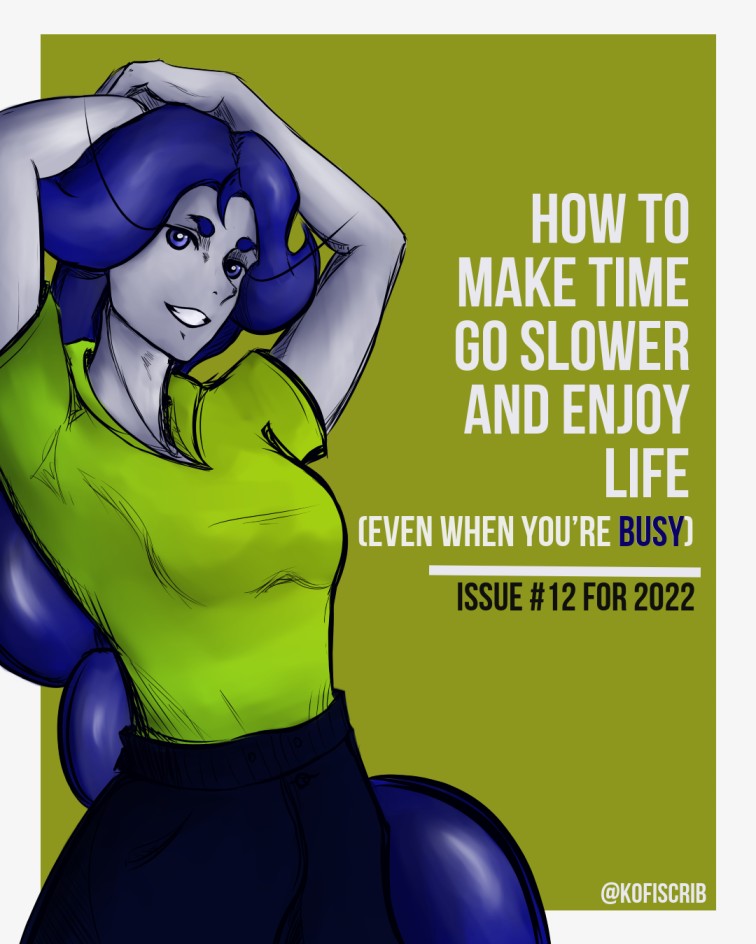 HOW TO
MAKE TIME
GO SLOWER
AND ENJOY
LIFE
(EVEN WHEN YOU'RE BUSY)
ISSUE #12 FOR 2022
@KOFISCRIB